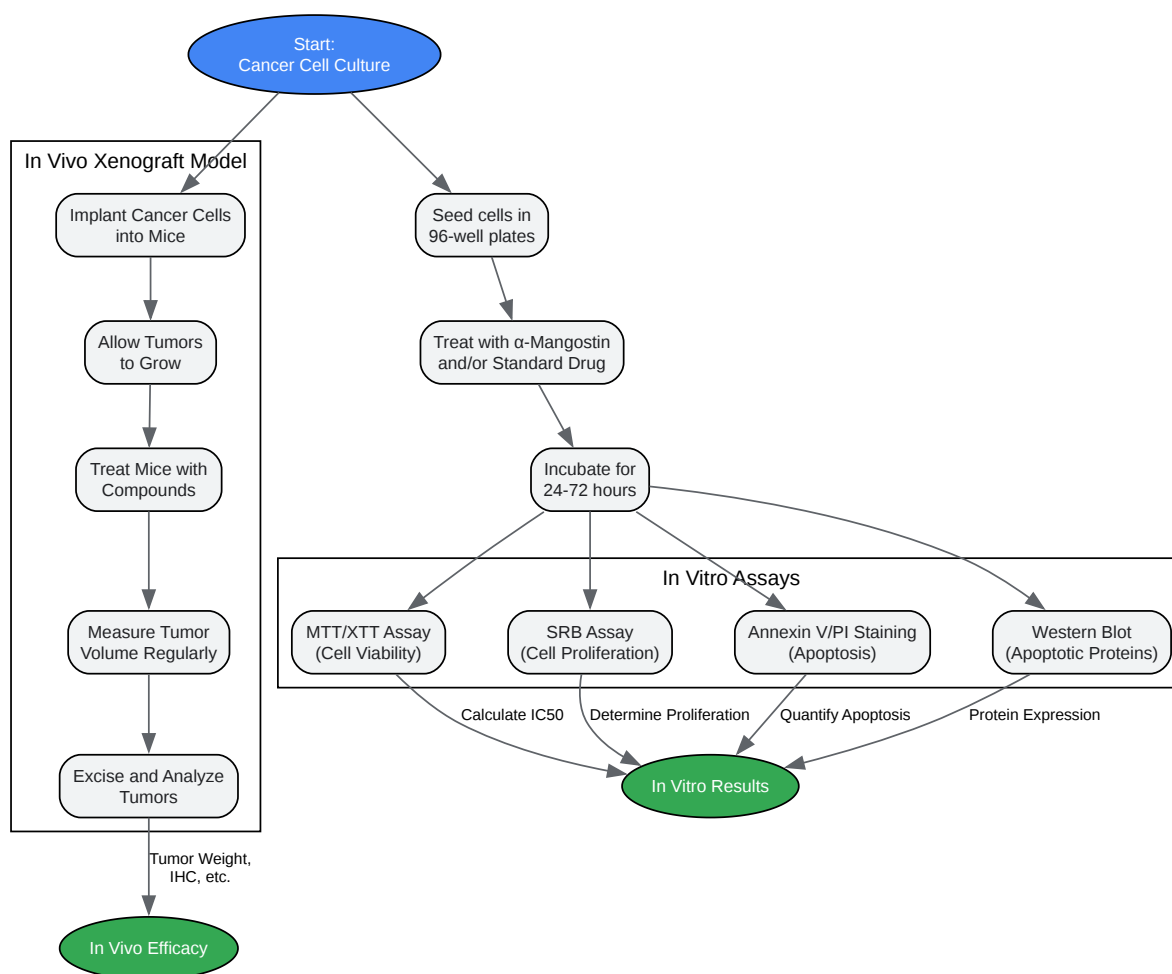 Start:
Cancer Cell Culture
In Vivo Xenograft Model
Implant Cancer Cells
into Mice
Allow Tumors
to Grow
Treat Mice with
Compounds
Measure Tumor
Volume Regularly
Excise and Analyze
Tumors
Tumor Weight,
IHC, etc.
In Vivo Efficacy
Seed cells in
96-well plates
Treat with α-Mangostin
and/or Standard Drug
Incubate for
24-72 hours
In Vitro Assays
MTT/XTT Assay
(Cell Viability)
SRB Assay
(Cell Proliferation)
Annexin V/PI Staining
(Apoptosis)
Western Blot
(Apoptotic Proteins)
Calculate IC50
Determine Proliferation
Quantify Apoptosis
Protein Expression
In Vitro Results